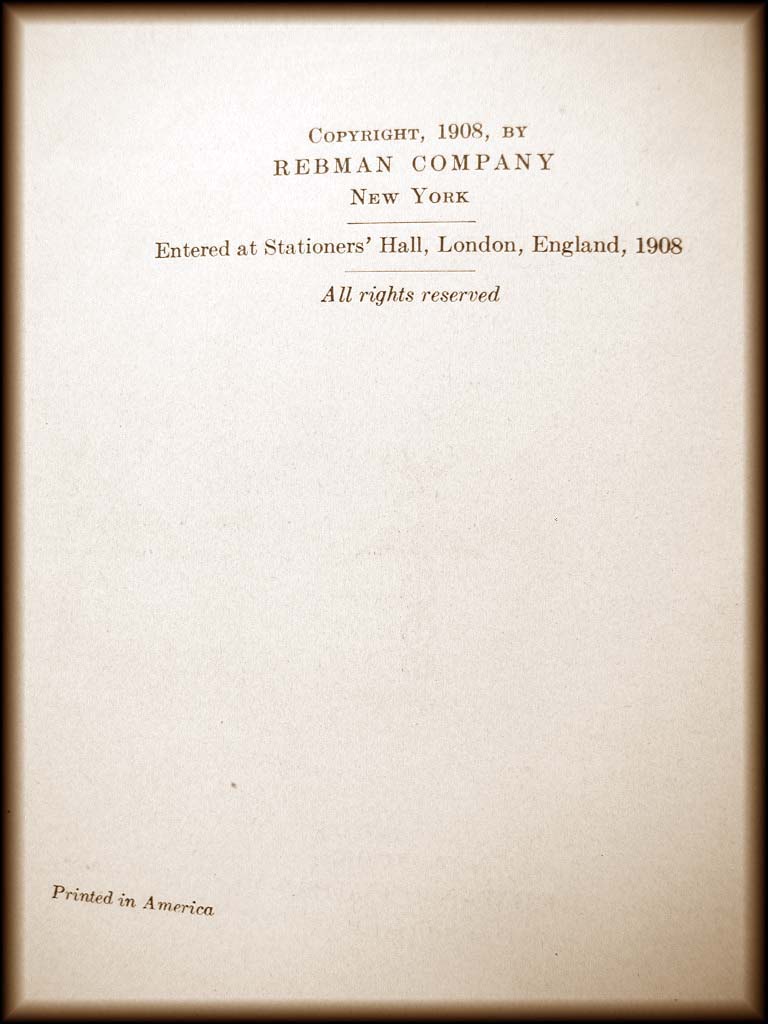 Copyright, 1908, by
REBMAN COMPANY
New York
Entered at Stationers' Hall, London, England, 1908
All rights reserved
Printed in America